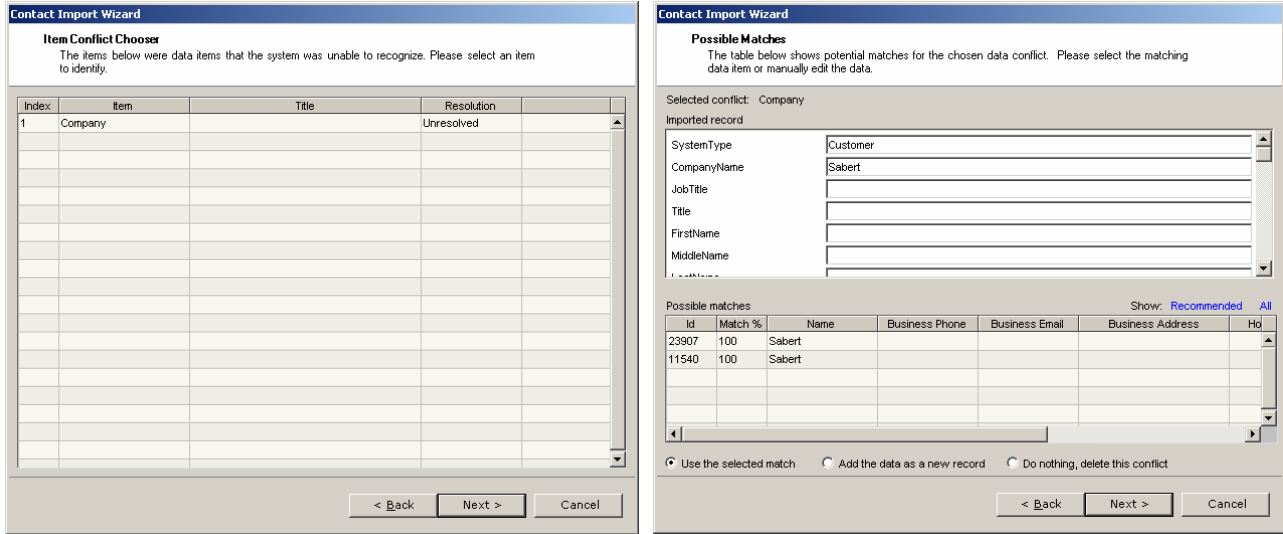 Contact Import Wizard
Item Conflict Chooser
The items below were data items that the system was unable to recognize. Please select an item
to identify.
Index Item Title Resolution
1 Company Unresolved
< Back Next > Cancel
Contact Import Wizard
Possible Matches
The table below shows potential matches for the chosen data conflict. Please select the matching
data item or manually edit the data.
Selected conflict: Company
Imported record
SystemType Customer
CompanyName Sabert
JobTitle
Title
FirstName
MiddleName
Possible matches Show: Recommended All
Id Match % Name Business Phone Business Email Business Address Ho
23907 100 Sabert
11540 100 Sabert
Use the selected match Add the data as a new record Do nothing, delete this conflict
< Back Next > Cancel